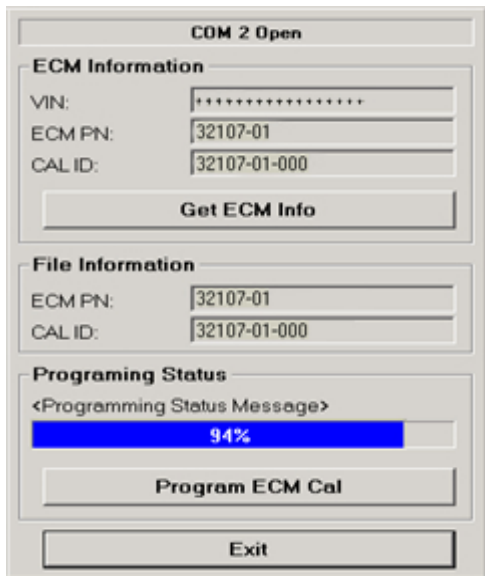 COM 2 Open
ECM Information
VIN: +++++++++++++++++
ECM PN: 32107-01
CAL ID: 32107-01-000
Get ECM Info
File Information
ECM PN: 32107-01
CAL ID: 32107-01-000
Programing Status
<Programming Status Message>
94%
Program ECM Cal
Exit